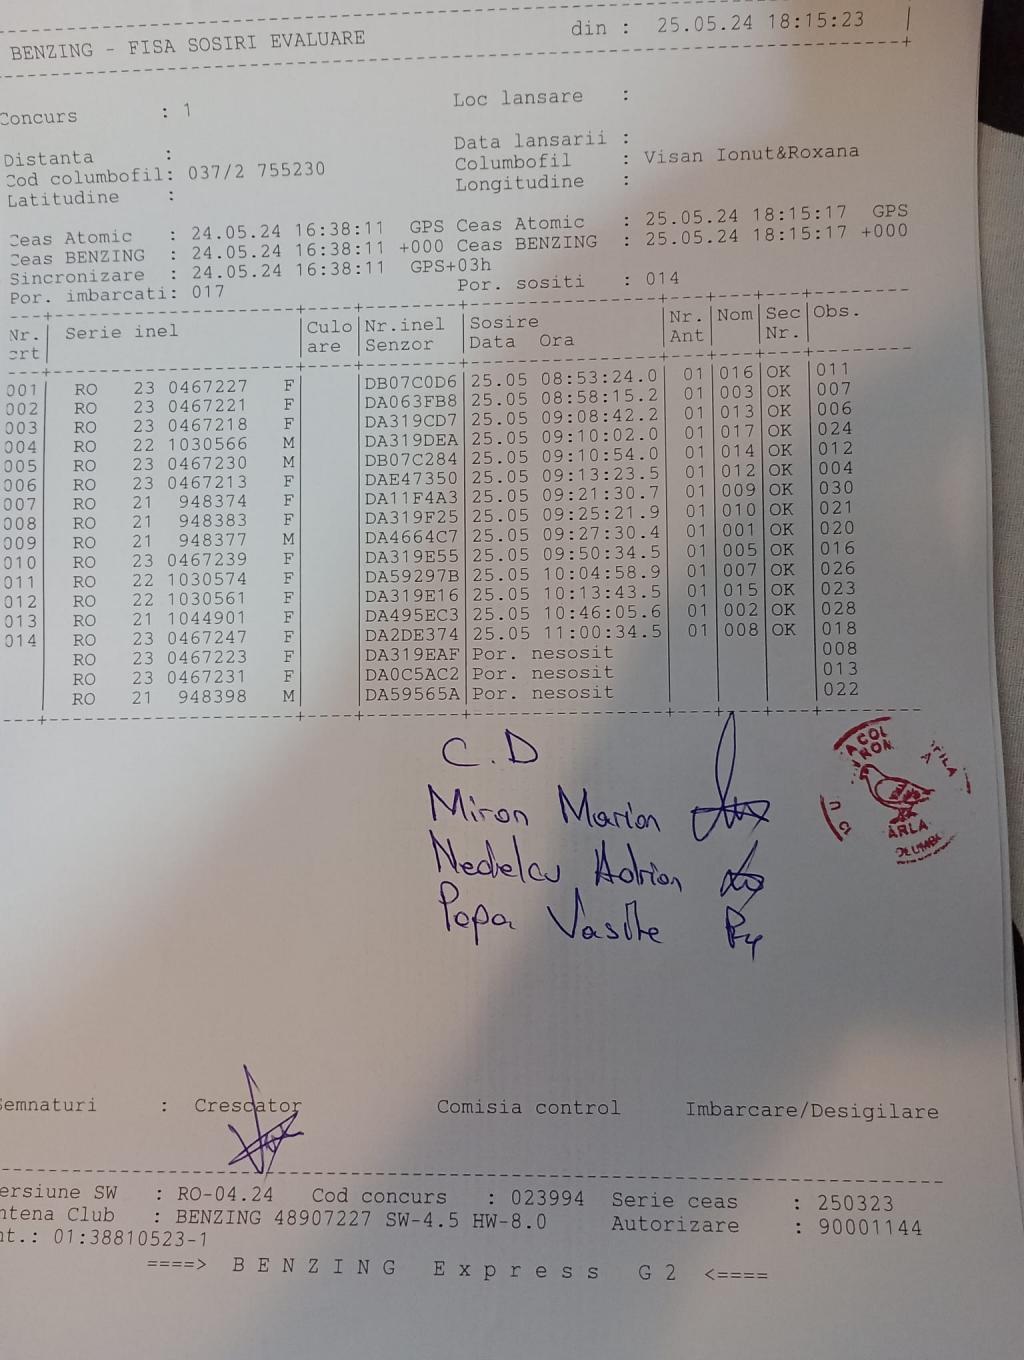 BENZING - FISA SOSIRI EVALUARE din : 25.05.24 18:15:23
Concurs : 1 Loc lansare :
Distanta : Data lansarii :
Cod columbofil: 037/2 755230 Columbofil : Visan Ionut&Roxana
Latitudine : Longitudine :
Ceas Atomic : 24.05.24 16:38:11 GPS Ceas Atomic : 25.05.24 18:15:17 GPS
Ceas BENZING : 24.05.24 16:38:11 +000 Ceas BENZING : 25.05.24 18:15:17 +000
Sincronizare : 24.05.24 16:38:11 GPS+03h
Por. imbarcati: 017 Por. sositi : 014
Nr. Serie inel Culo Nr.inel Sosire Nr. Nom Sec Obs.
crt are Senzor Data Ora Ant Nr.
001 RO 23 0467227 F DB07C0D6 25.05 08:53:24.0 01 016 OK 011
002 RO 23 0467221 F DA063FB8 25.05 08:58:15.2 01 003 OK 007
003 RO 23 0467218 F DA319CD7 25.05 09:08:42.2 01 013 OK 006
004 RO 22 1030566 M DA319DEA 25.05 09:10:02.0 01 017 OK 024
005 RO 23 0467230 M DB07C284 25.05 09:10:54.0 01 014 OK 012
006 RO 23 0467213 F DAE47350 25.05 09:13:23.5 01 012 OK 004
007 RO 21 948374 F DA11F4A3 25.05 09:21:30.7 01 009 OK 030
008 RO 21 948383 F DA319F25 25.05 09:25:21.9 01 010 OK 021
009 RO 21 948377 M DA4664C7 25.05 09:27:30.4 01 001 OK 020
010 RO 23 0467239 F DA319E55 25.05 09:50:34.5 01 005 OK 016
011 RO 22 1030574 F DA59297B 25.05 10:04:58.9 01 007 OK 026
012 RO 22 1030561 F DA319E16 25.05 10:13:43.5 01 015 OK 023
013 RO 21 1044901 F DA495EC3 25.05 10:46:05.6 01 002 OK 028
014 RO 23 0467247 F DA2DE374 25.05 11:00:34.5 01 008 OK 018
RO 23 0467223 F DA319EAF Por. nesosit 008
RO 23 0467231 F DA0C5AC2 Por. nesosit 013
RO 21 948398 M DA59565A Por. nesosit 022
C.D
Miron Marian
Nedelcu Adrian
Popa Vasile
Semnaturi : Crescator Comisia control Imbarcare/Desigilare
ersiune SW : RO-04.24 Cod concurs : 023994 Serie ceas : 250323
ntena Club : BENZING 48907227 SW-4.5 HW-8.0 Autorizare : 90001144
nt.: 01:38810523-1
====> B E N Z I N G E x p r e s s G 2 <====